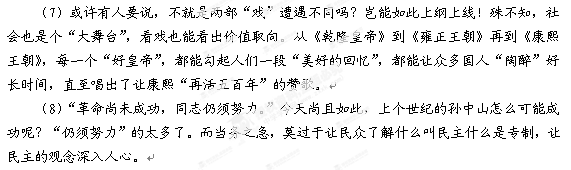 （7）或许有人要说，不就是两部“戏”遭遇不同吗？岂能如此上纲上线！殊不知，社
会也是个“大舞台”，看戏也能看出价值取向。从《乾隆皇帝》到《雍正王朝》再到《康熙
王朝》，每一个“好皇帝”，都能勾起人们一段“美好的回忆”，都能让众多国人“陶醉”好
长时间，直至唱出了让康熙“再活五百年”的赞歌。
（8）“革命尚未成功，同志仍须努力。”今天尚且如此，上个世纪的孙中山怎么可能成
功呢？“仍须努力”的太多了。而当务之急，莫过于让民众了解什么叫民主什么是专制，让
民主的观念深入人心。